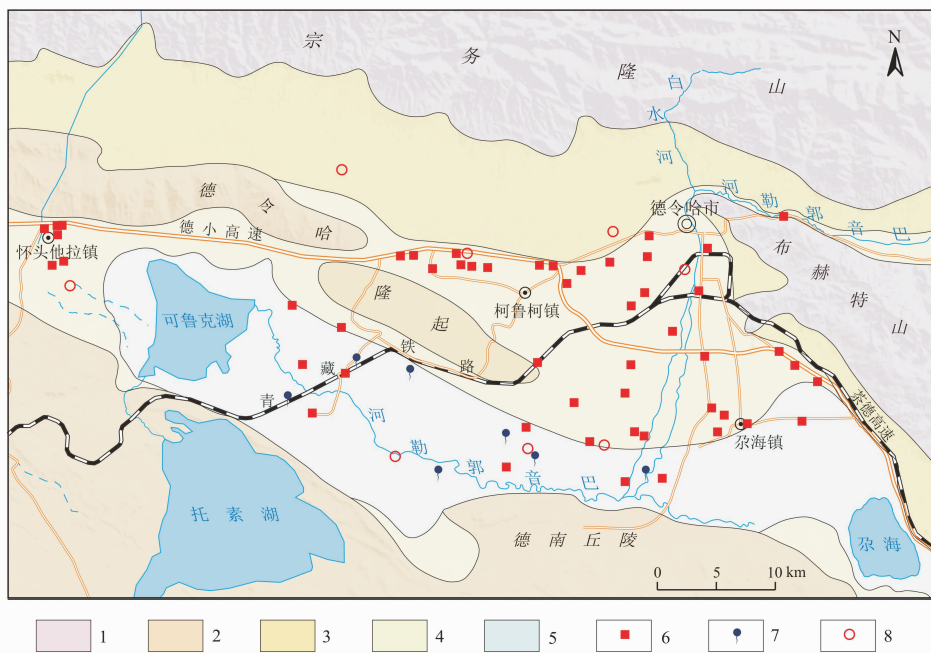 宗务隆山
N
白水河
河勒郭音巴
德令哈
德小高速
德令哈市
怀头他拉镇
布赫特山
可鲁克湖
隆起
柯鲁柯镇
青藏铁路
茶德高速
河勒郭音巴
尕海镇
托素湖
德南丘陵
尕海
0 5 10 km
1 2 3 4 5 6 7 8